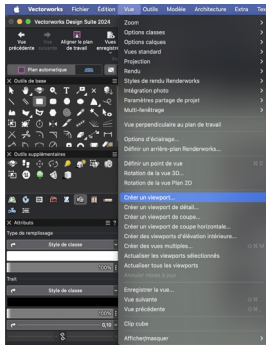 Vectorworks Fichier Édition Vue Outils Modèle Architecture Extra Tex
Vectorworks Design Suite 2024
Vue précédente Vue suivante Aligner le plan de travail Vues enregistré
Plan automatique
Outils de base
Outils supplémentaires
Attributs
Type de remplissage
Style de classe
100%
Trait
Style de classe
100%
0,10
Zoom
Options classes
Options calques
Vues standard
Projection
Rendu
Styles de rendu Renderworks
Intégration photo
Paramètres partage de projet
Multi-fenêtrage
Vue perpendiculaire au plan de travail
Options d'éclairage...
Définir un arrière-plan Renderworks...
Définir un point de vue
Rotation de la vue 3D...
Rotation de la vue Plan 2D
Créer un viewport...
Créer un viewport de détail...
Créer un viewport de coupe...
Créer un viewport de coupe horizontale...
Créer des viewports d'élévation intérieure...
Créer des vues multiples...
Actualiser les viewports sélectionnés
Actualiser tous les viewports
Annuler mises à jour
Enregistrer la vue...
Vue suivante
Vue précédente
Clip cube
Afficher/masquer